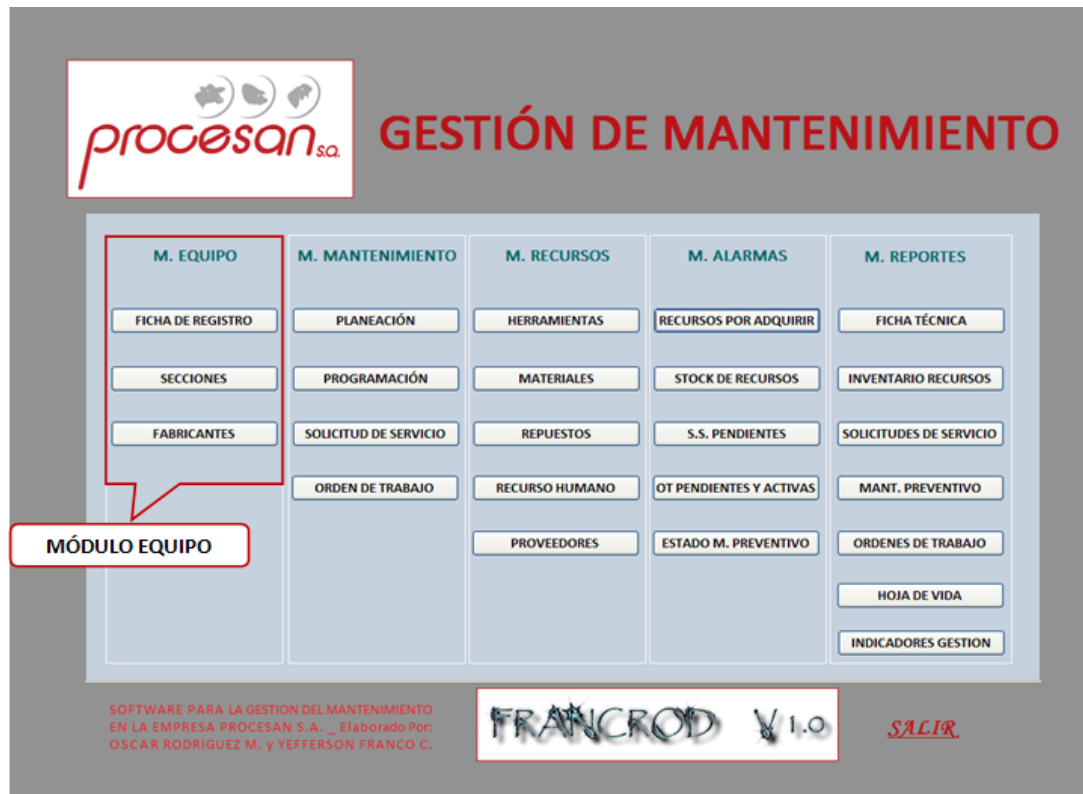 procesan s.a.
GESTIÓN DE MANTENIMIENTO
M. EQUIPO
FICHA DE REGISTRO
SECCIONES
FABRICANTES
MÓDULO EQUIPO
M. MANTENIMIENTO
PLANEACIÓN
PROGRAMACIÓN
SOLICITUD DE SERVICIO
ORDEN DE TRABAJO
M. RECURSOS
HERRAMIENTAS
MATERIALES
REPUESTOS
RECURSO HUMANO
PROVEEDORES
M. ALARMAS
RECURSOS POR ADQUIRIR
STOCK DE RECURSOS
S.S. PENDIENTES
OT PENDIENTES Y ACTIVAS
ESTADO M. PREVENTIVO
M. REPORTES
FICHA TÉCNICA
INVENTARIO RECURSOS
SOLICITUDES DE SERVICIO
MANT. PREVENTIVO
ORDENES DE TRABAJO
HOJA DE VIDA
INDICADORES GESTION
SOFTWARE PARA LA GESTION DEL MANTENIMIENTO
EN LA EMPRESA PROCESAN S.A. _ Elaborado Por:
OSCAR RODRIGUEZ M. y YEFFERSON FRANCO C.
FRANCROD V 1.0
SALIR